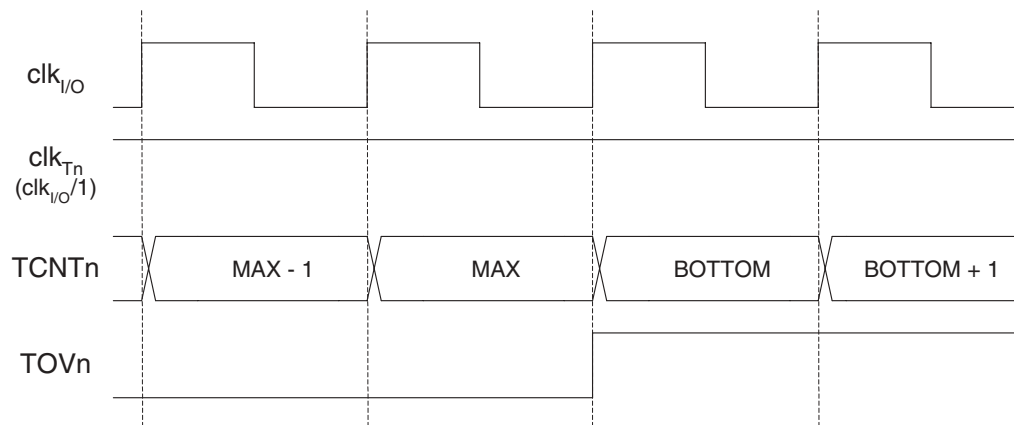 clkI/O
clkTn
(clkI/O/1)
TCNTn
MAX - 1
MAX
BOTTOM
BOTTOM + 1
TOVn